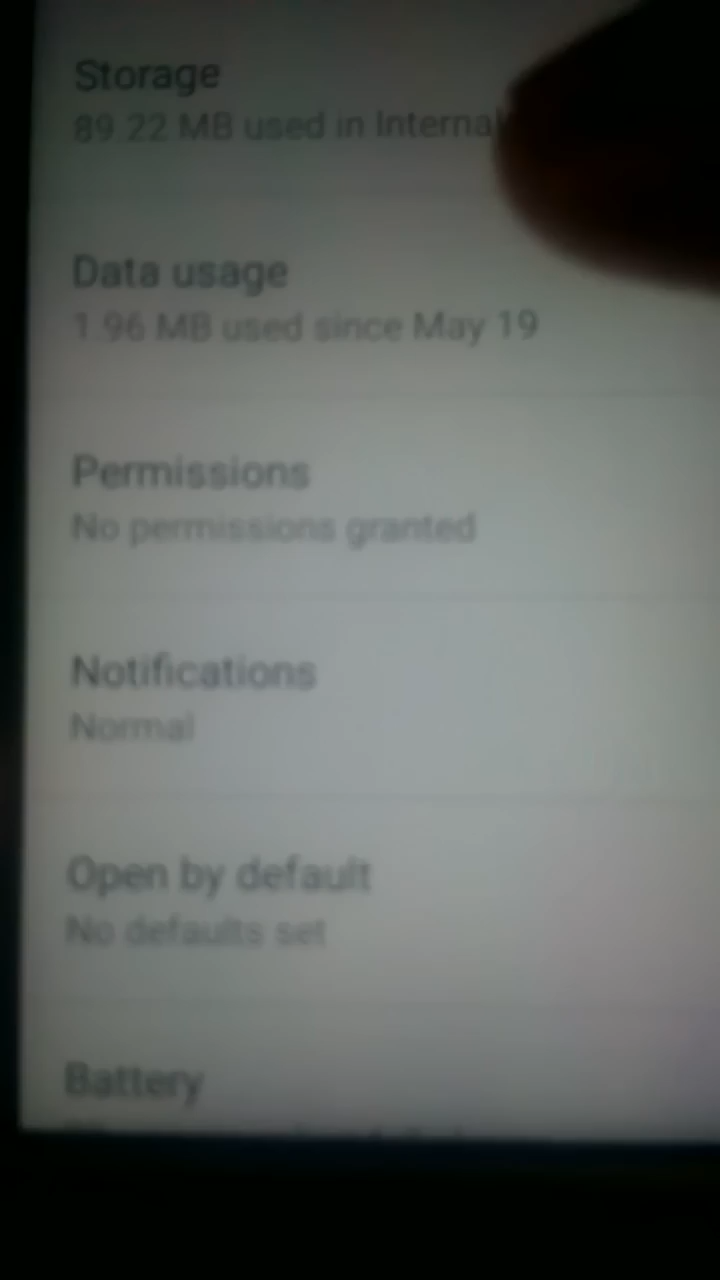 Storage
89.22 MB used in Internal
Data usage
1.96 MB used since May 19
Permissions
No permissions granted
Notifications
Normal
Open by default
No defaults set
Battery